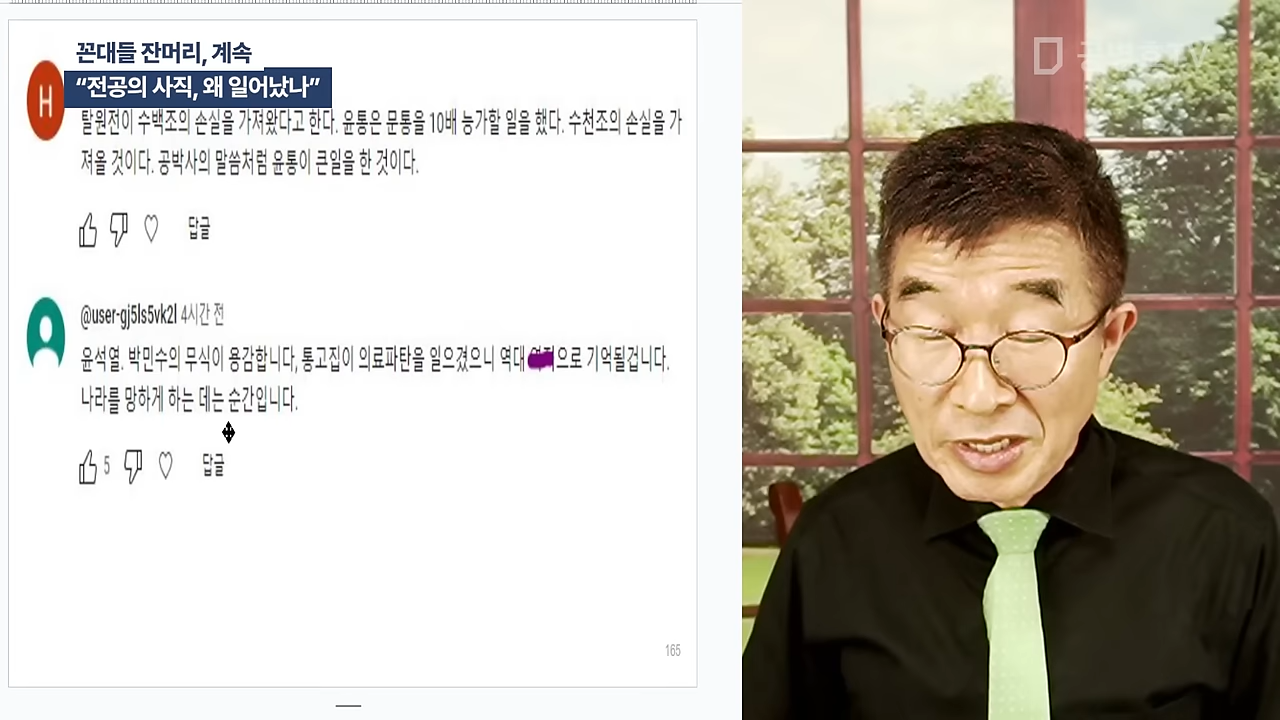 꼰대들 잔머리, 계속
“전공의 사직, 왜 일어났나”
H
탈원전이 수백조의 손실을 가져왔다고 한다. 윤통은 문통을 10배 능가할 일을 했다. 수천조의 손실을 가
져올 것이다. 공박사의 말씀처럼 윤통이 큰일을 한 것이다.
답글
@user-gj5ls5vk2l 4시간 전
윤석열. 박민수의 무식이 용감합니다, 통고집이 의료파탄을 일으겼으니 역대 으로 기억될겁니다.
나라를 망하게 하는 데는 순간입니다.
5 답글
165
공병호TV